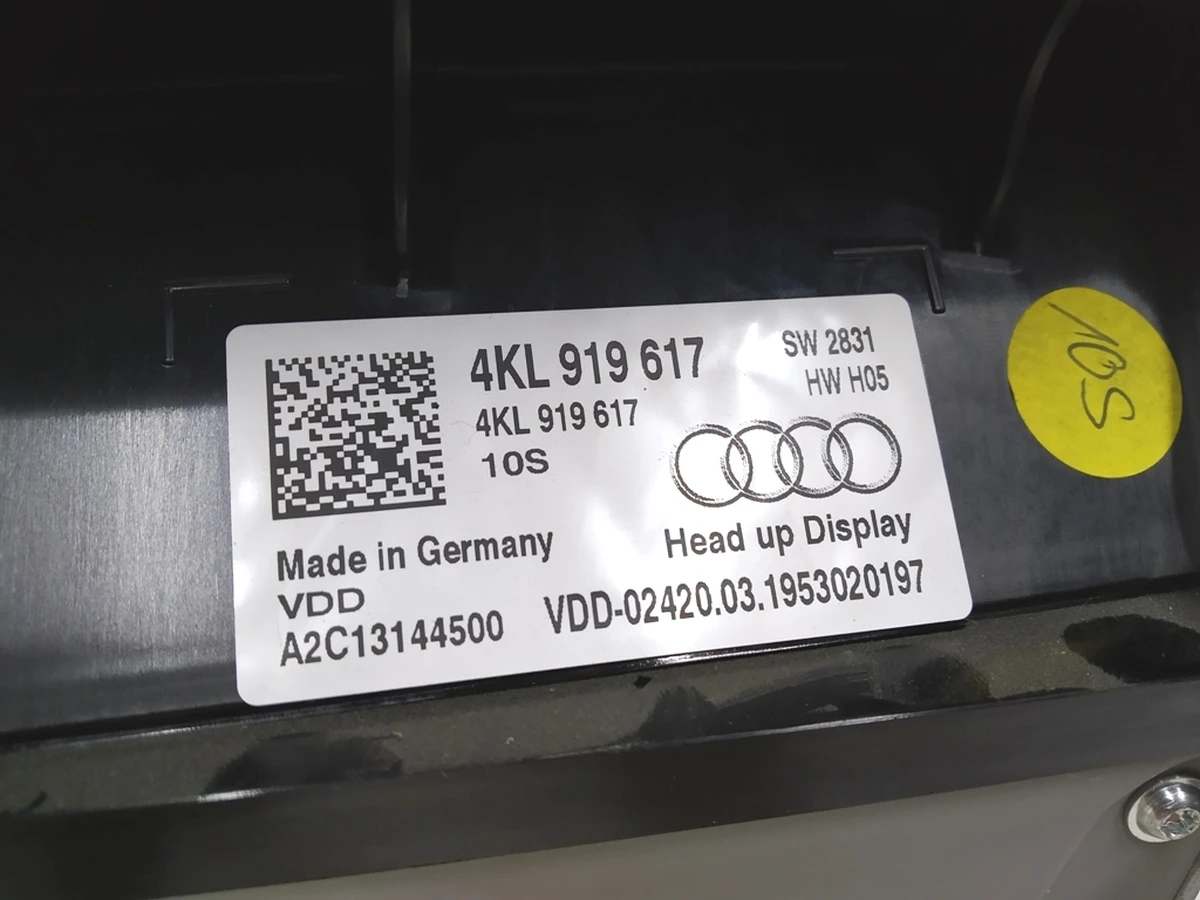 4KL 919 617
SW 2831
4KL 919 617
HW H05
10S
Made in Germany
Head up Display
VDD
A2C13144500
VDD-02420.03.1953020197
10S